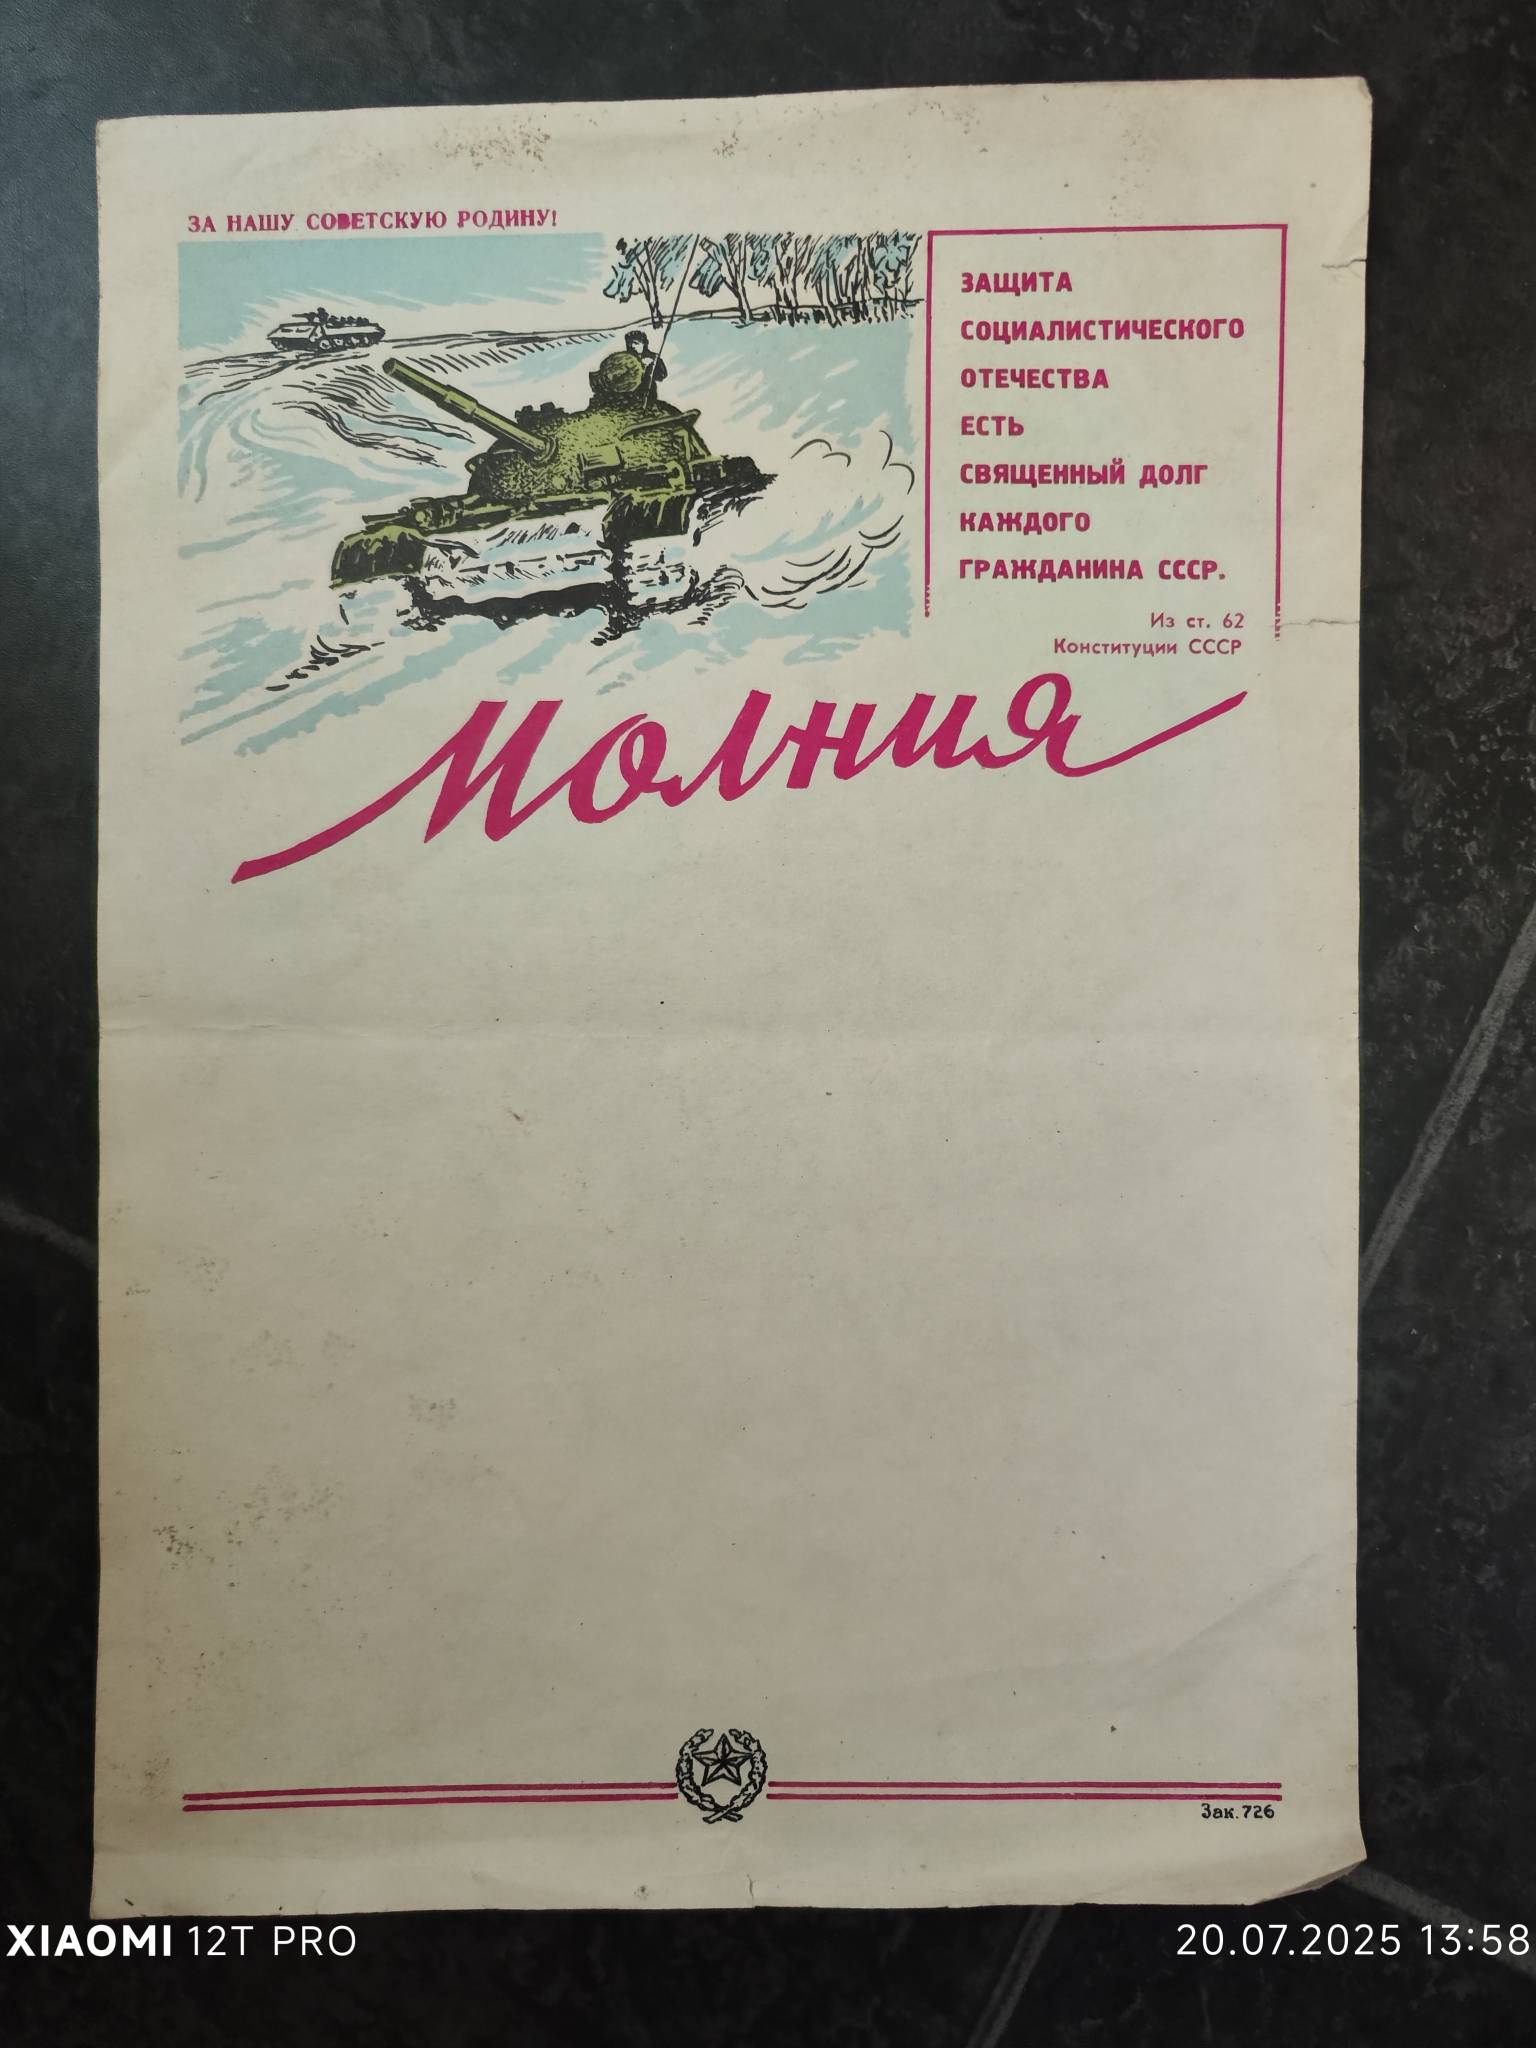 ЗА НАШУ СОВЕТСКУЮ РОДИНУ!
ЗАЩИТА
СОЦИАЛИСТИЧЕСКОГО
ОТЕЧЕСТВА
ЕСТЬ
СВЯЩЕННЫЙ ДОЛГ
КАЖДОГО
ГРАЖДАНИНА СССР.
Из ст. 62
Конституции СССР
Молния
Зак. 726
XIAOMI 12T PRO
20.07.2025 13:58